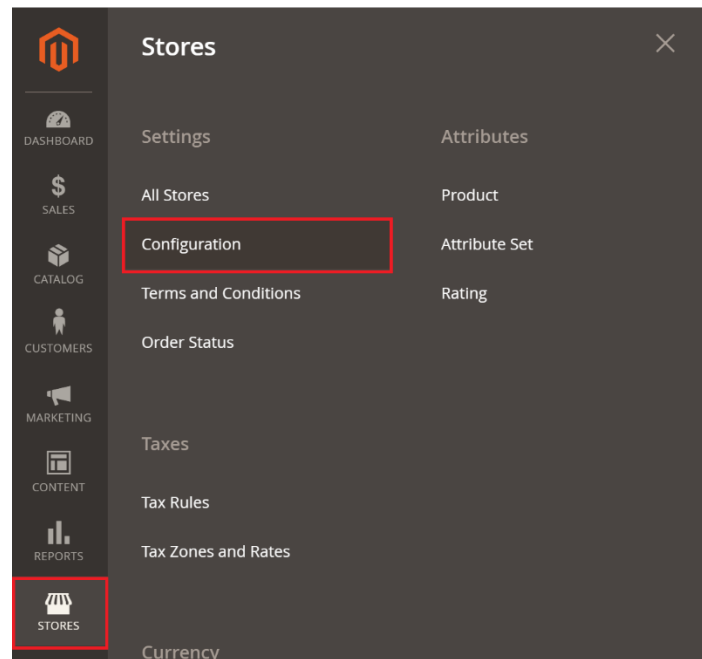 Stores
DASHBOARD
SALES
CATALOG
CUSTOMERS
MARKETING
CONTENT
REPORTS
STORES
Settings
All Stores
Configuration
Terms and Conditions
Order Status
Attributes
Product
Attribute Set
Rating
Taxes
Tax Rules
Tax Zones and Rates
Currency